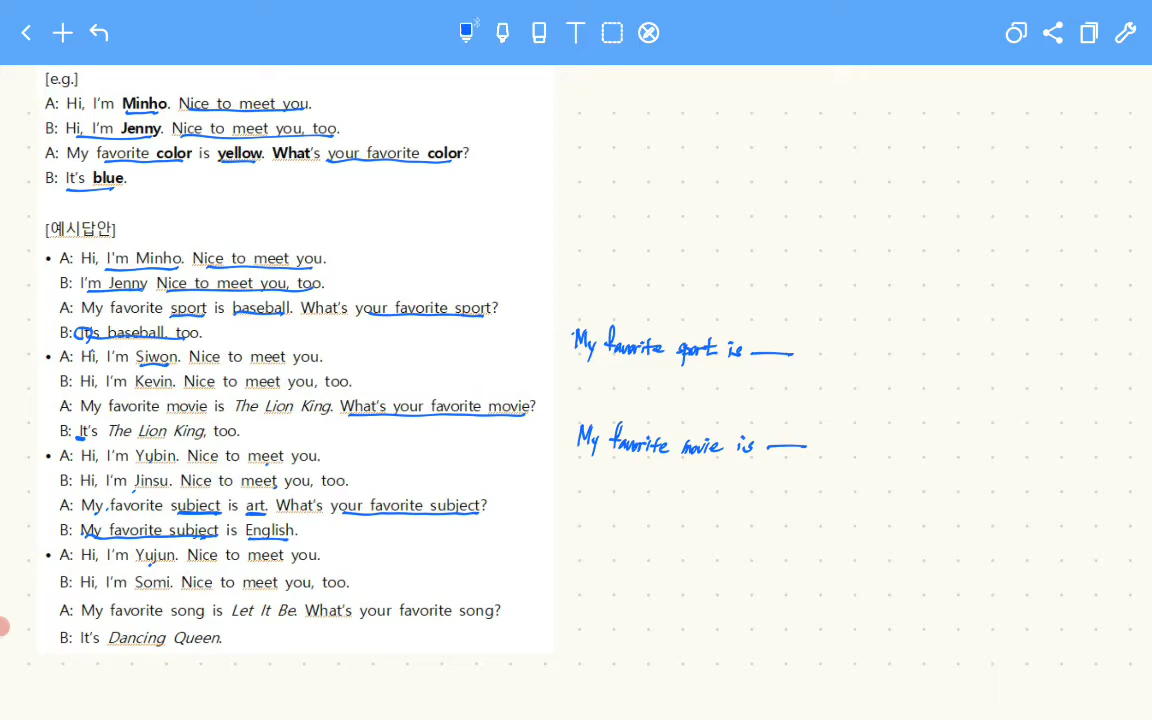 [e.g.]
A: Hi, I'm Minho. Nice to meet you.
B: Hi, I'm Jenny. Nice to meet you, too.
A: My favorite color is yellow. What's your favorite color?
B: It's blue.
[예시답안]
• A: Hi, I'm Minho. Nice to meet you.
B: I'm Jenny Nice to meet you, too.
A: My favorite sport is baseball. What's your favorite sport?
B: It's baseball, too.
My favorite sport is ___
• A: Hi, I'm Siwon. Nice to meet you.
B: Hi, I'm Kevin. Nice to meet you, too.
A: My favorite movie is The Lion King. What's your favorite movie?
B: It's The Lion King, too.
My favorite movie is ___
• A: Hi, I'm Yubin. Nice to meet you.
B: Hi, I'm Jinsu. Nice to meet you, too.
A: My favorite subject is art. What's your favorite subject?
B: My favorite subject is English.
• A: Hi, I'm Yujun. Nice to meet you.
B: Hi, I'm Somi. Nice to meet you, too.
A: My favorite song is Let It Be. What's your favorite song?
B: It's Dancing Queen.